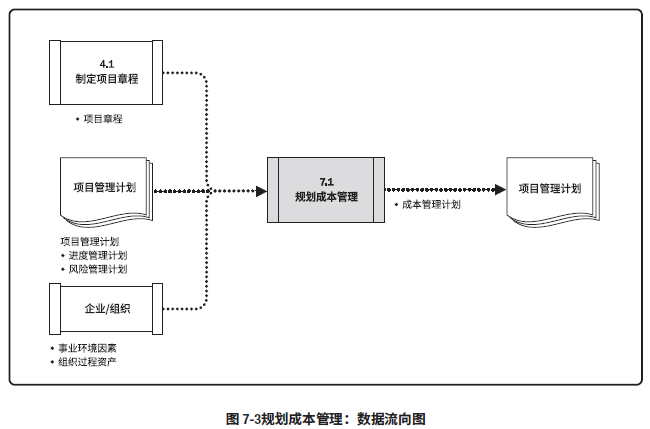 4.1
制定项目章程
• 项目章程
项目管理计划
项目管理计划
• 进度管理计划
• 风险管理计划
企业/组织
• 事业环境因素
• 组织过程资产
7.1
规划成本管理
• 成本管理计划
项目管理计划
图 7-3规划成本管理：数据流向图